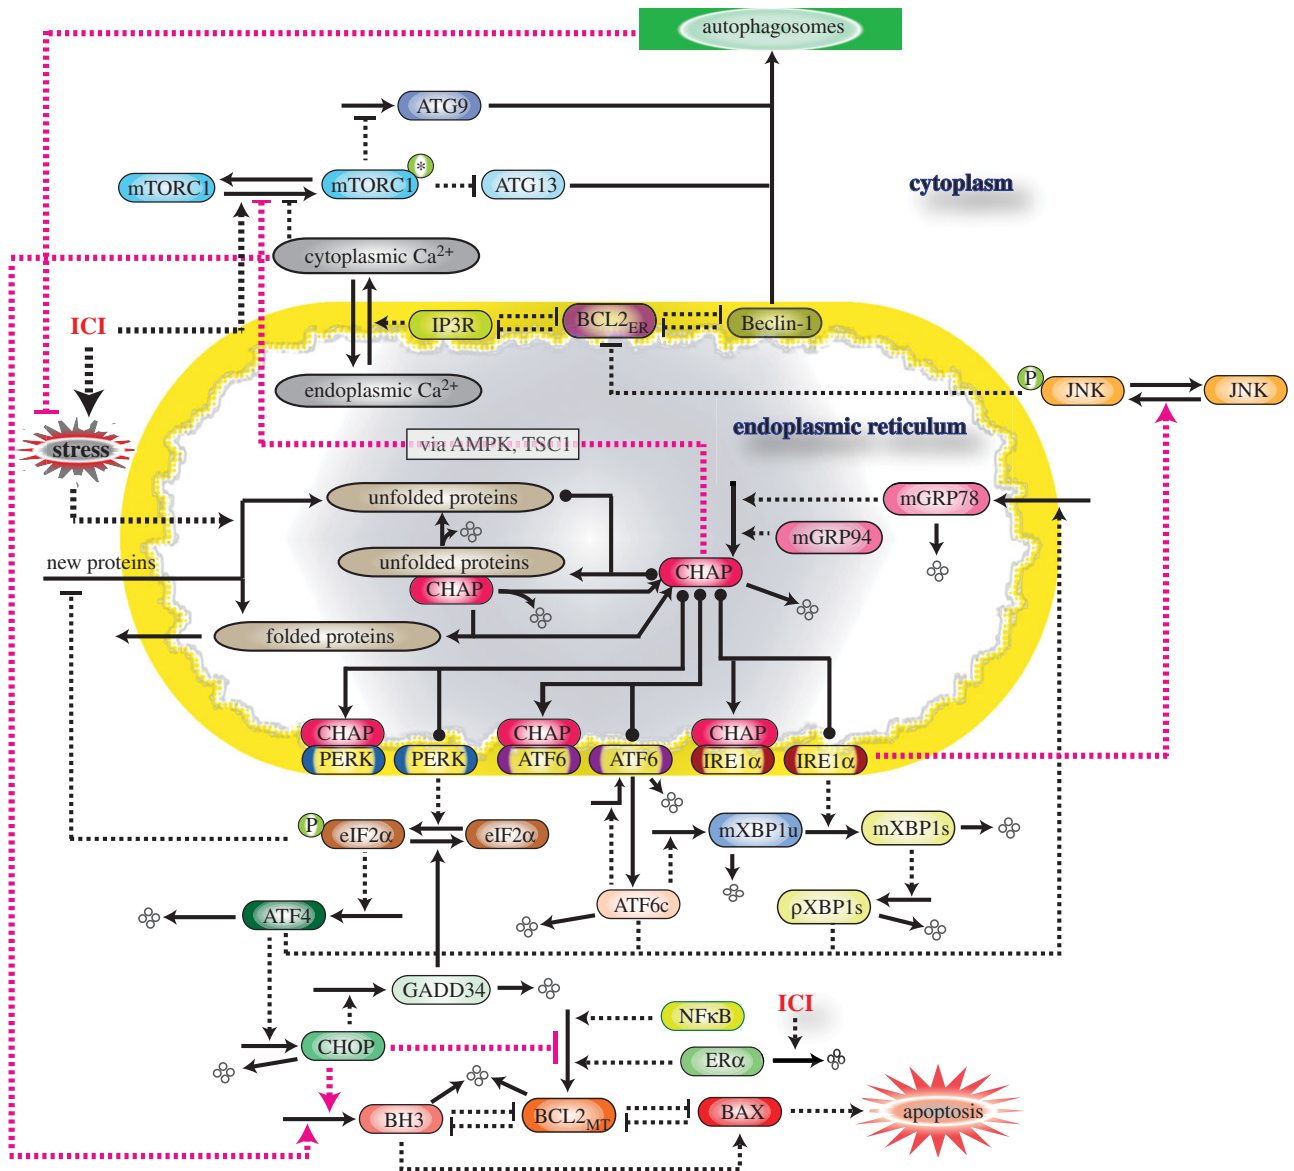 autophagosomes
ATG9
mTORC1
mTORC1
*
ATG13
cytoplasm
cytoplasmic Ca2+
ICI
IP3R
BCL2ER
Beclin-1
endoplasmic Ca2+
P
JNK
JNK
stress
via AMPK, TSC1
endoplasmic reticulum
unfolded proteins
mGRP78
mGRP94
new proteins
unfolded proteins
CHAP
CHAP
folded proteins
CHAP
CHAP
CHAP
PERK
PERK
ATF6
ATF6
IRE1α
IRE1α
P
eIF2α
eIF2α
mXBP1u
mXBP1s
ATF4
ATF6c
ρXBP1s
GADD34
NFκB
ICI
CHOP
ERα
BH3
BCL2MT
BAX
apoptosis